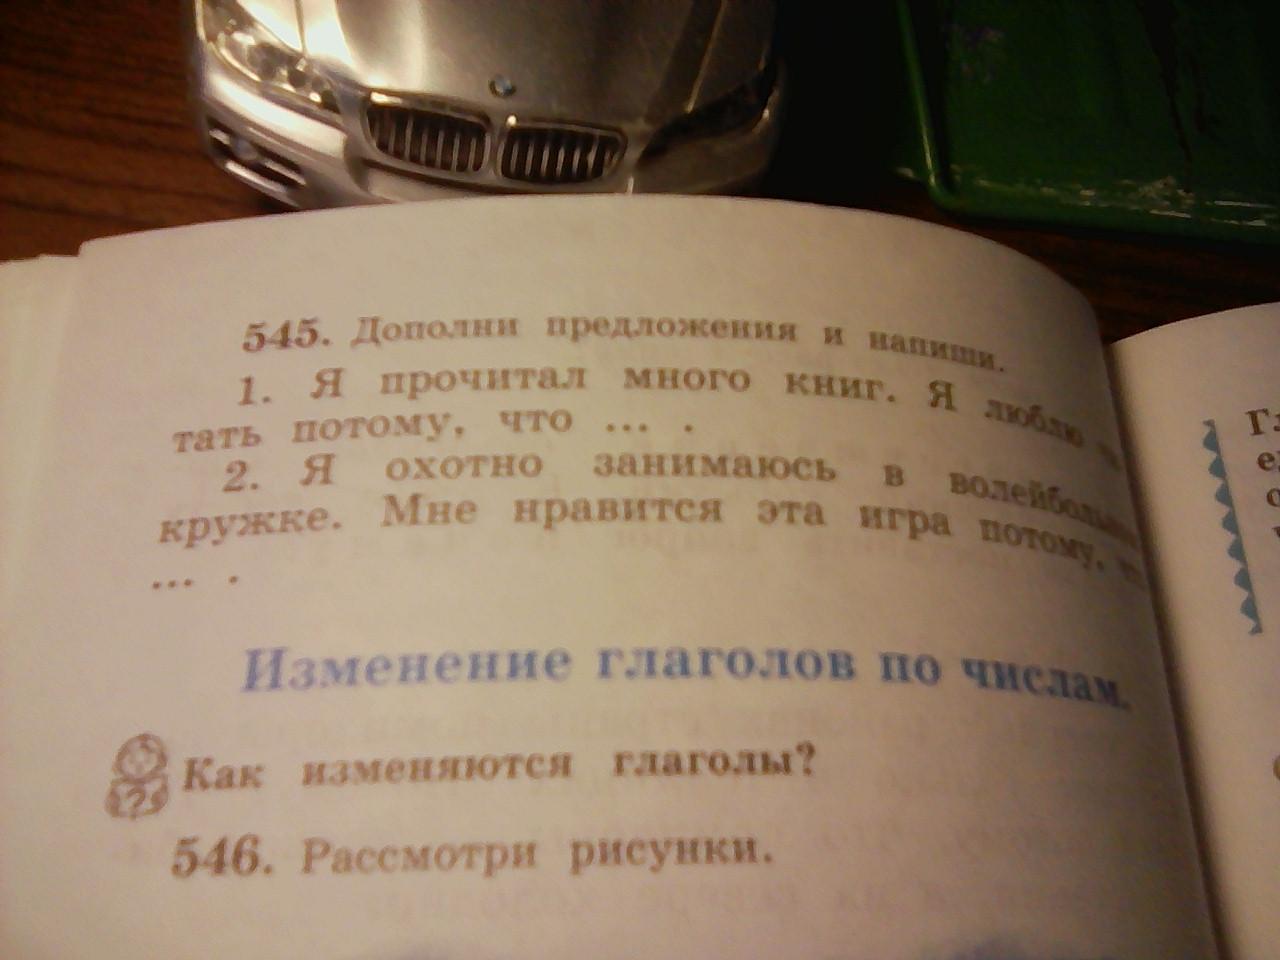 545. Дополни предложения и напиши.
1. Я прочитал много книг. Я люблю
тать потому, что ... .
2. Я охотно занимаюсь в
кружке. Мне нравится эта игра потому,
... .
Изменение глаголов по числам.
Как изменяются глаголы?
546. Рассмотри рисунки.